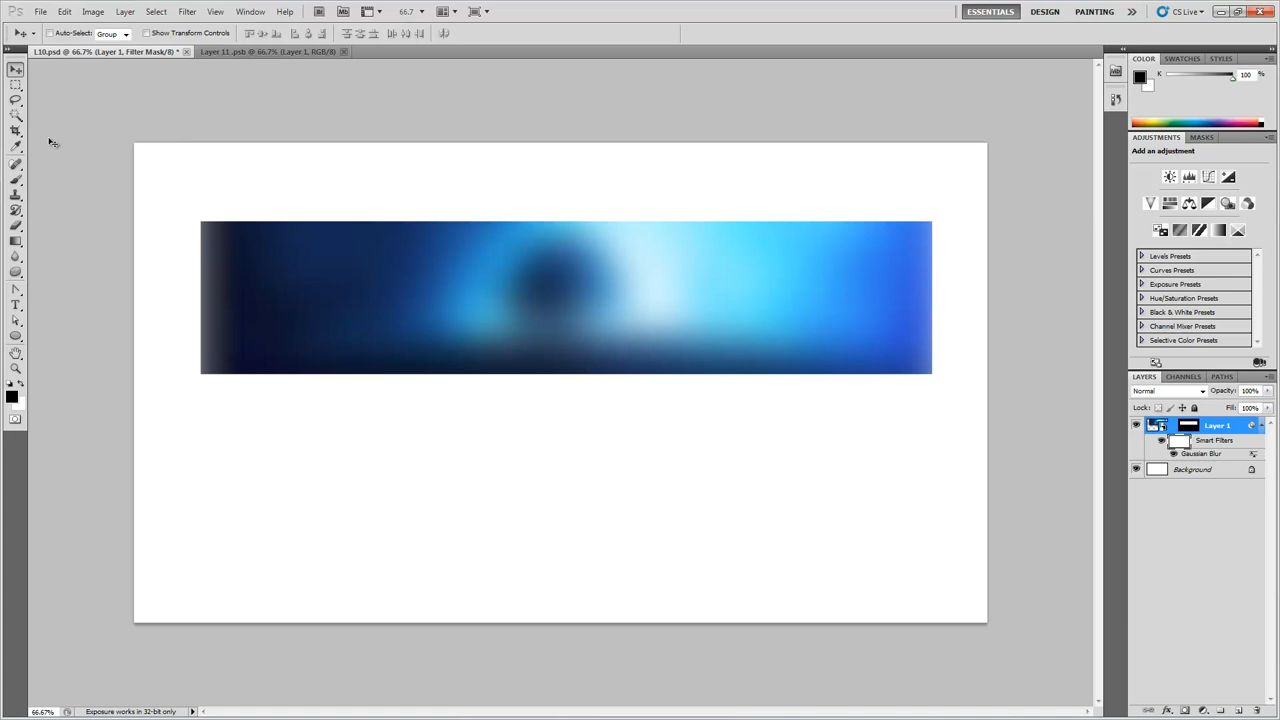 Ps File Edit Image Layer Select Filter View Window Help Br Mb 66.7 ESSENTIALS DESIGN PAINTING CS Live
Auto-Select: Group Show Transform Controls
L10.psd @ 66.7% (Layer 1, Filter Mask/8) * Layer 11 .psb @ 66.7% (Layer 1, RGB/8)
COLOR SWATCHES STYLES
K 100 %
ADJUSTMENTS MASKS
Add an adjustment
Levels Presets
Curves Presets
Exposure Presets
Hue/Saturation Presets
Black & White Presets
Channel Mixer Presets
Selective Color Presets
LAYERS CHANNELS PATHS
Normal Opacity: 100%
Lock: Fill: 100%
Layer 1
Smart Filters
Gaussian Blur
Background
66.67% Exposure works in 32-bit only